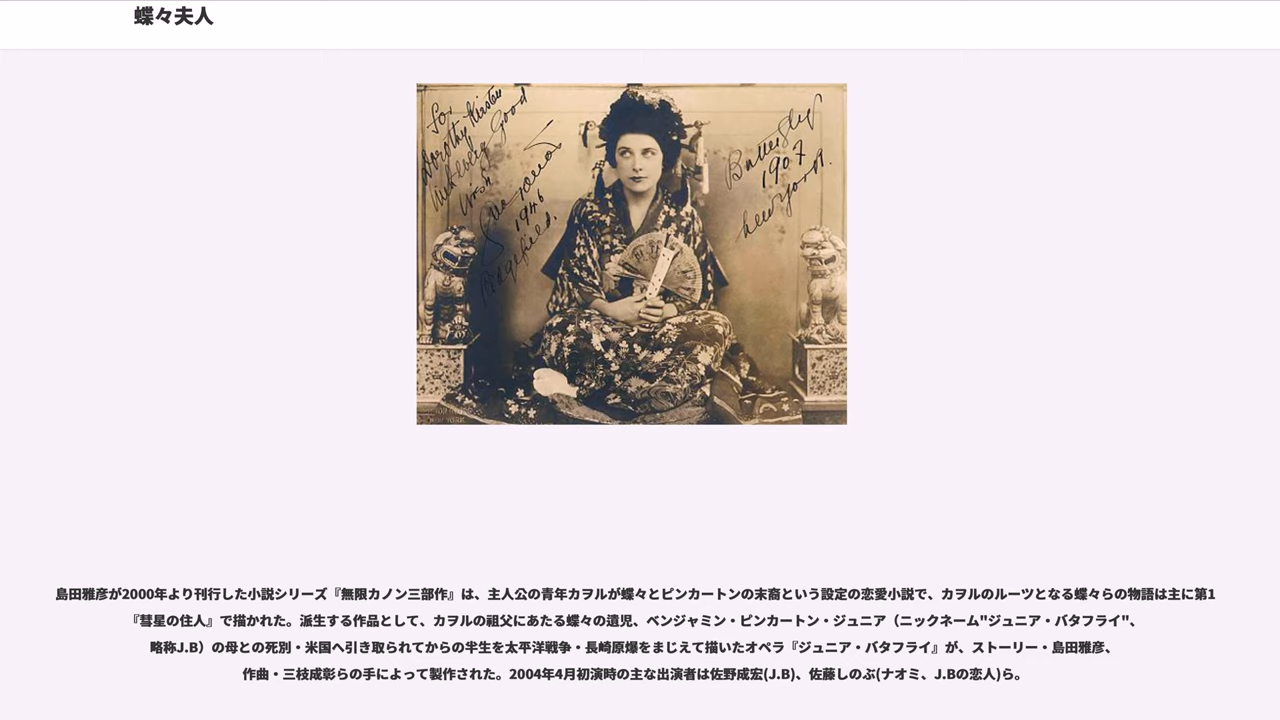 蝶々夫人
For
Dorothy Kirsten
Good
Wish
1946
Ridgefield.
Butterfly
1907
New York.
島田雅彦が2000年より刊行した小説シリーズ『無限カノン三部作』は、主人公の青年カヲルが蝶々とピンカートンの末裔という設定の恋愛小説で、カヲルのルーツとなる蝶々らの物語は主に第1
『彗星の住人』で描かれた。派生する作品として、カヲルの祖父にあたる蝶々の遺児、ベンジャミン・ピンカートン・ジュニア（ニックネーム"ジュニア・バタフライ"、
略称J.B）の母との死別・米国へ引き取られてからの半生を太平洋戦争・長崎原爆をまじえて描いたオペラ『ジュニア・バタフライ』が、ストーリー・島田雅彦、
作曲・三枝成彰らの手によって製作された。2004年4月初演時の主な出演者は佐野成宏(J.B)、佐藤しのぶ(ナオミ、J.Bの恋人)ら。